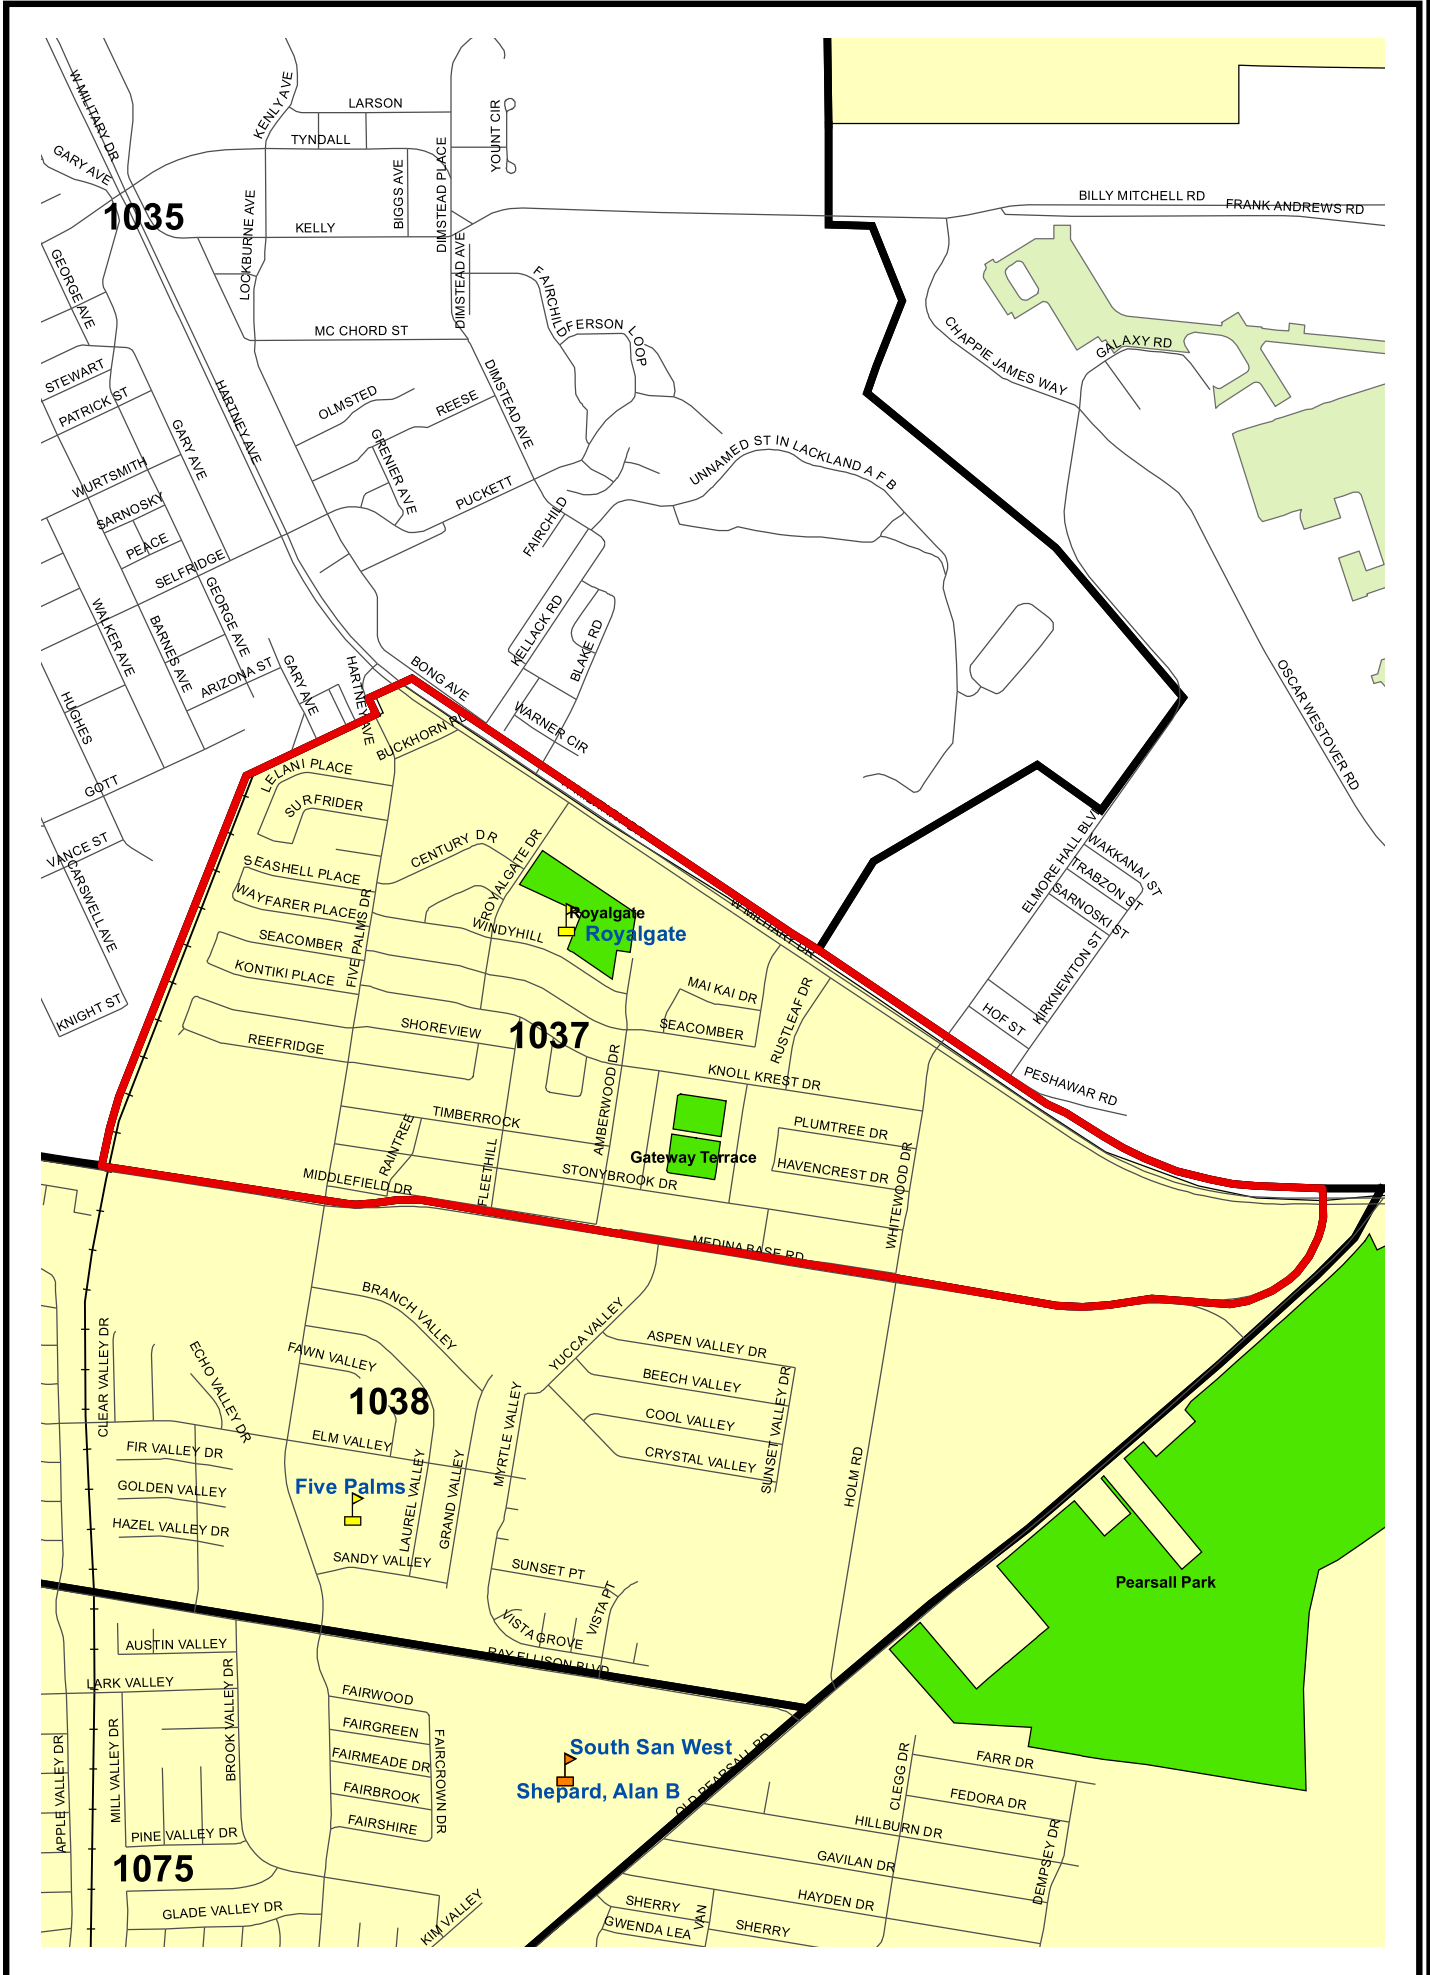 W MILITARY DR
KENLY AVE
LARSON
TYNDALL
YOUNT CIR
GARY AVE
BIGGS AVE
DIMSTEAD PLACE
1035
LOCKBURNE AVE
KELLY
BILLY MITCHELL RD
FRANK ANDREWS RD
GEORGE AVE
DIMSTEAD AVE
FAIRCHILD
FERSON LOOP
MC CHORD ST
CHAPPIE JAMES WAY
GALAXY RD
STEWART
PATRICK ST
HARTNEY AVE
OLMSTED
REESE
DIMSTEAD AVE
GARY AVE
GRENIER AVE
UNNAMED ST IN LACKLAND A F B
WURTSMITH
PUCKETT
SARNOSKY
FAIRCHILD
PEACE
SELFRIDGE
GEORGE AVE
WALKER AVE
BARNES AVE
KELLACK RD
BLAKE RD
ARIZONA ST
GARY AVE
HARTNEY AVE
BONG AVE
HUGHES
WARNER CIR
OSCAR WESTOVER RD
BUCKHORN RD
GOTT
LELANI PLACE
SURFRIDER
VANCE ST
CENTURY DR
ROYALGATE DR
ELMORE HALL BLV
WAKKANAI ST
TRABZON ST
SARNOSKI ST
CARSWELL AVE
SEASHELL PLACE
WAYFARER PLACE
FIVE PALMS DR
WINDYHILL
Royalgate
Royalgate
W MILITARY DR
SEACOMBER
KONTIKI PLACE
KIRKNEWTON ST
HOF ST
KNIGHT ST
MAI KAI DR
SEACOMBER
RUSTLEAF DR
SHOREVIEW
1037
REEFRIDGE
AMBERWOOD DR
KNOLL KREST DR
PESHAWAR RD
TIMBERROCK
RAINTREE
PLUMTREE DR
Gateway Terrace
HAVENCREST DR
WHITEWOOD DR
MIDDLEFIELD DR
FLEETHILL
STONYBROOK DR
MEDINA BASE RD
BRANCH VALLEY
YUCCA VALLEY
CLEAR VALLEY DR
ECHO VALLEY DR
FAWN VALLEY
ASPEN VALLEY DR
BEECH VALLEY
1038
COOL VALLEY
SUNSET VALLEY DR
MYRTLE VALLEY
ELM VALLEY
FIR VALLEY DR
CRYSTAL VALLEY
HOLM RD
GOLDEN VALLEY
Five Palms
LAUREL VALLEY
GRAND VALLEY
HAZEL VALLEY DR
SANDY VALLEY
SUNSET PT
VISTA PT
Pearsall Park
VISTA GROVE
RAY ELLISON BLVD
AUSTIN VALLEY
LARK VALLEY
BROOK VALLEY DR
FAIRWOOD
FAIRGREEN
FAIRMEADE DR
FAIRBROOK
FAIRSHIRE
FAIRCROWN DR
South San West
Shepard, Alan B
OLD PEARSALL RD
CLEGG DR
FARR DR
FEDORA DR
HILLBURN DR
GAVILAN DR
DEMPSEY DR
APPLE VALLEY DR
MILL VALLEY DR
PINE VALLEY DR
1075
GLADE VALLEY DR
KIM VALLEY
HAYDEN DR
SHERRY
VAN
GWENDA LEA
SHERRY